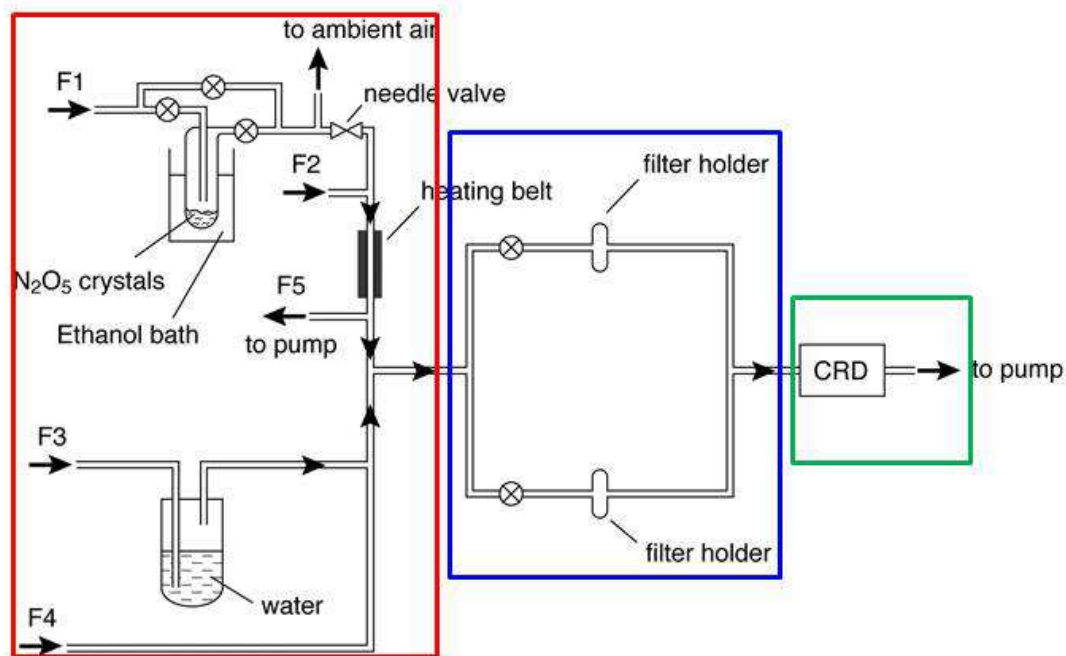 to ambient air
F1
needle valve
F2
filter holder
heating belt
N₂O₅ crystals
F5
Ethanol bath
to pump
CRD
to pump
F3
filter holder
water
F4